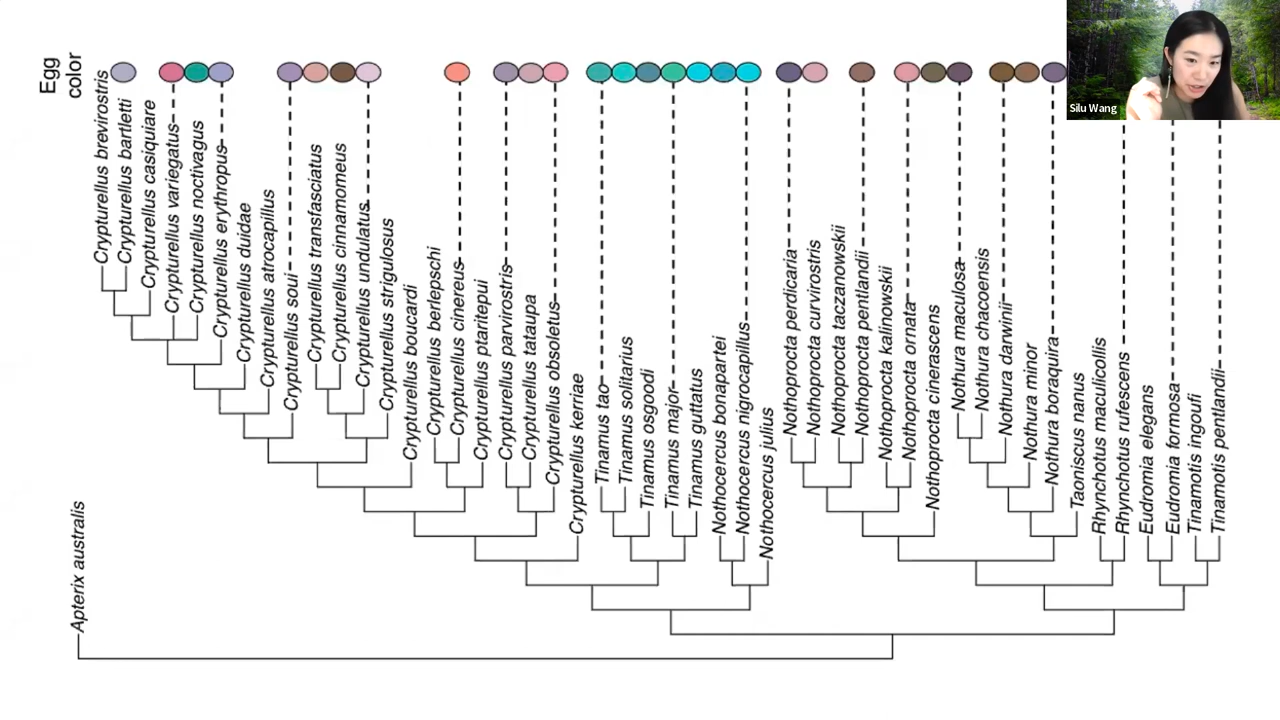 Egg
color
Silu Wang
Apterix australis
Crypturellus brevirostris
Crypturellus bartletti
Crypturellus casiquiare
Crypturellus variegatus
Crypturellus noctivagus
Crypturellus erythropus
Crypturellus duidae
Crypturellus atrocapillus
Crypturellus soui
Crypturellus transfasciatus
Crypturellus cinnamomeus
Crypturellus undulatus
Crypturellus strigulosus
Crypturellus boucardi
Crypturellus berlepschi
Crypturellus cinereus
Crypturellus ptaritepui
Crypturellus parvirostris
Crypturellus tataupa
Crypturellus obsoletus
Crypturellus kerriae
Tinamus tao
Tinamus solitarius
Tinamus osgoodi
Tinamus major
Tinamus guttatus
Nothocercus bonapartei
Nothocercus nigrocapillus
Nothocercus julius
Nothoprocta perdicaria
Nothoprocta curvirostris
Nothoprocta taczanowskii
Nothoprocta pentlandii
Nothoprocta kalinowskii
Nothoprocta ornata
Nothoprocta cinerascens
Nothura maculosa
Nothura chacoensis
Nothura darwinii
Nothura minor
Nothura boraquira
Taoniscus nanus
Rhynchotus maculicollis
Rhynchotus rufescens
Eudromia elegans
Eudromia formosa
Tinamotis ingoufi
Tinamotis pentlandii